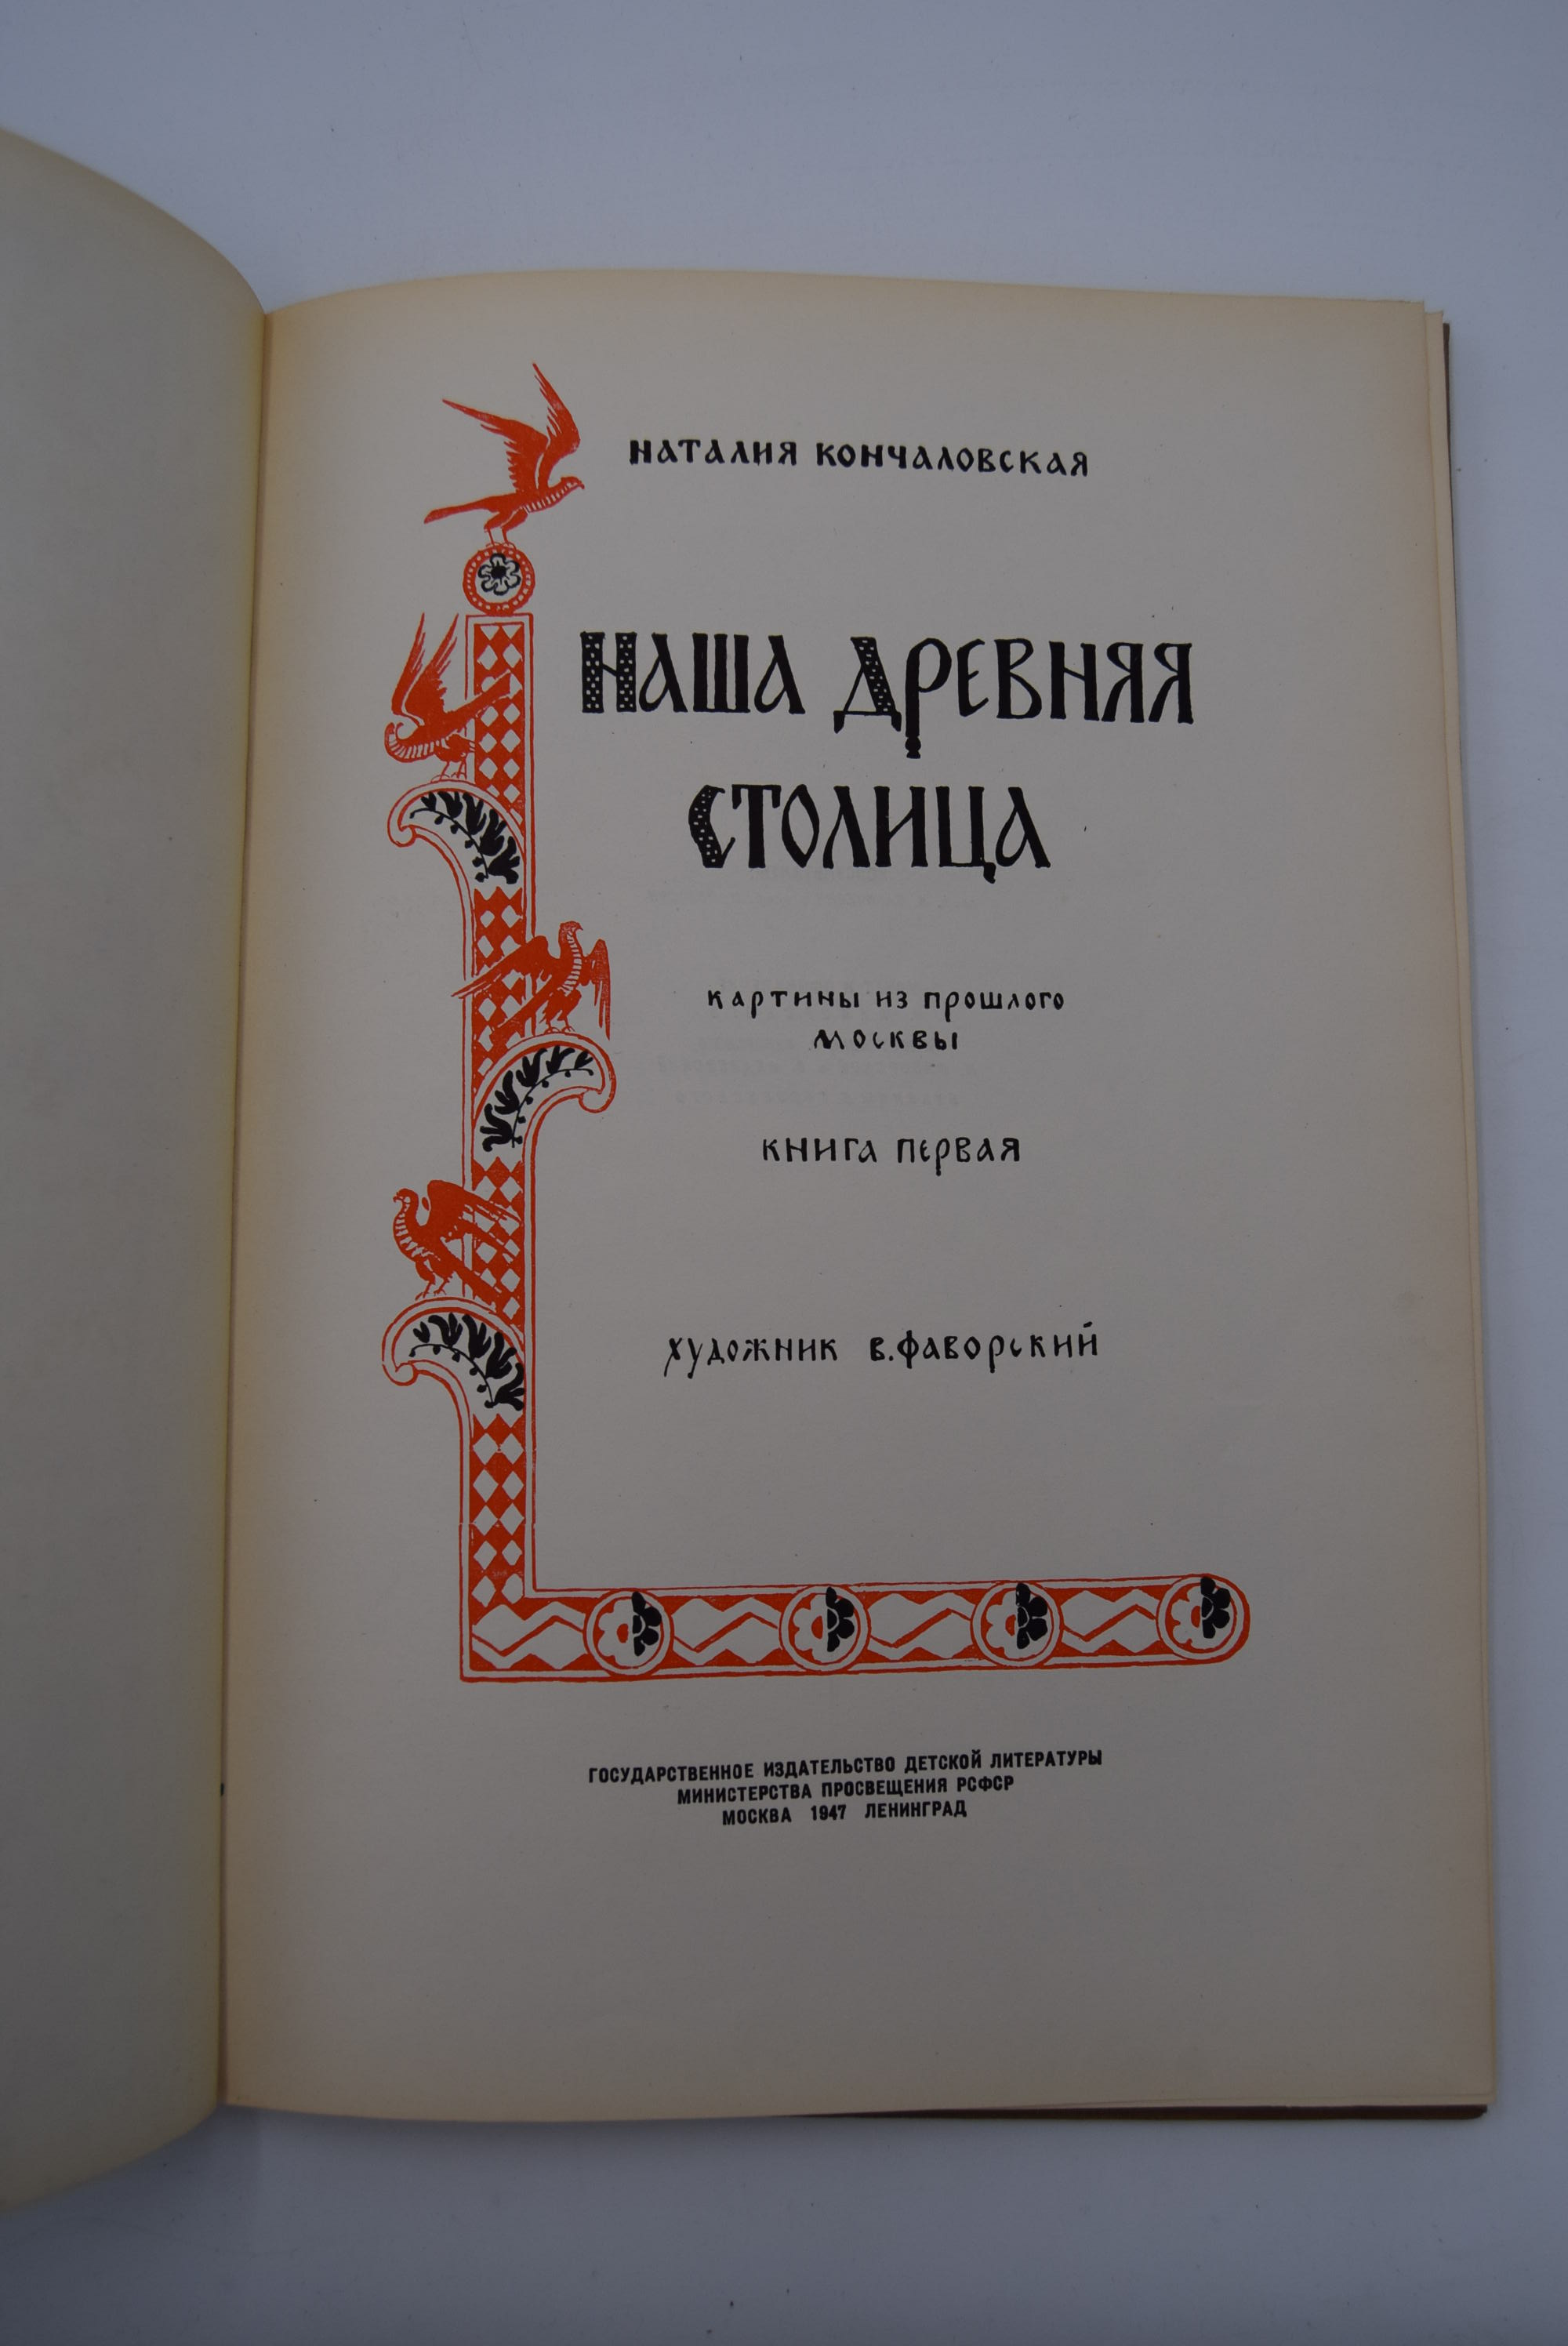 НАТАЛИЯ КОНЧАЛОВСКАЯ
НАША ДРЕВНЯЯ
СТОЛИЦА
КАРТИНЫ ИЗ ПРОШЛОГО
МОСКВЫ
КНИГА ПЕРВАЯ
ХУДОЖНИК В.ФАВОРСКИЙ
ГОСУДАРСТВЕННОЕ ИЗДАТЕЛЬСТВО ДЕТСКОЙ ЛИТЕРАТУРЫ
МИНИСТЕРСТВА ПРОСВЕЩЕНИЯ РСФСР
МОСКВА 1947 ЛЕНИНГРАД